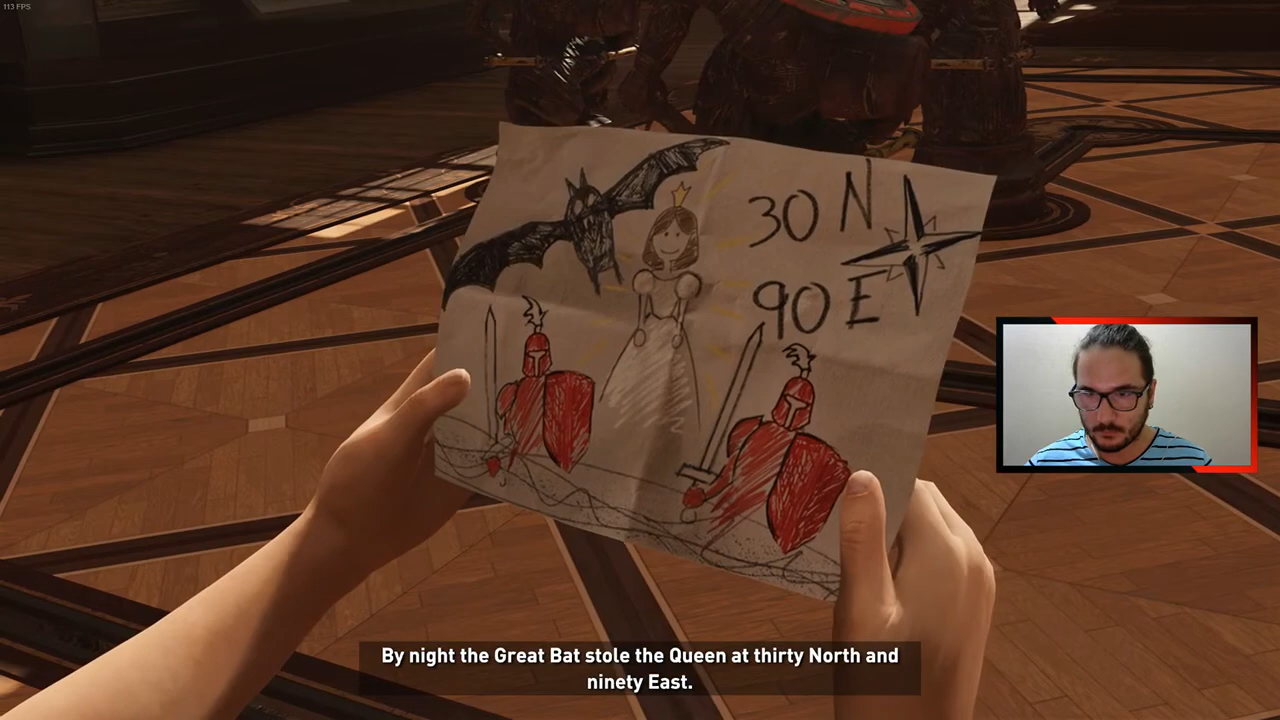 113 FPS
30 N
90 E
By night the Great Bat stole the Queen at thirty North and
ninety East.